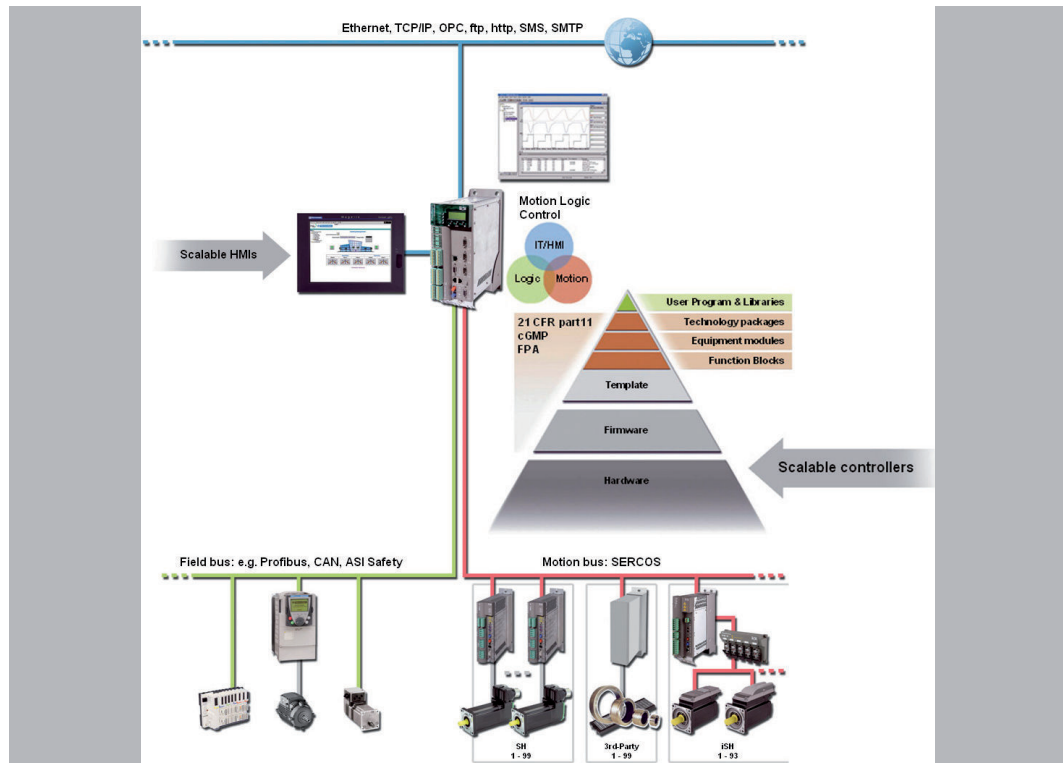 Ethernet, TCP/IP, OPC, ftp, http, SMS, SMTP
Motion Logic
Control
IT/HMI
Logic
Motion
Scalable HMIs
User Program & Libraries
Technology packages
Equipment modules
Function Blocks
21 CFR part11
cGMP
FPA
Template
Firmware
Hardware
Scalable controllers
Field bus: e.g. Profibus, CAN, ASI Safety
Motion bus: SERCOS
SH
1 - 99
3rd-Party
1 - 99
iSH
1 - 93